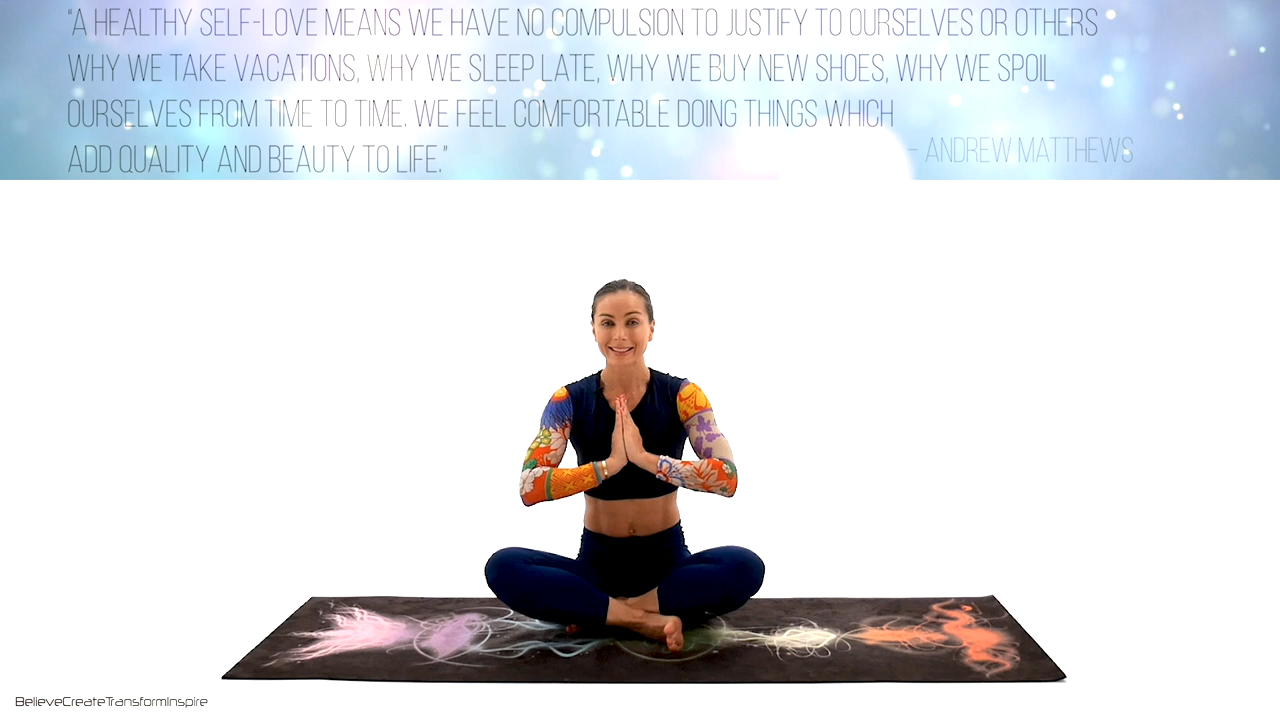 “A HEALTHY SELF-LOVE MEANS WE HAVE NO COMPULSION TO JUSTIFY TO OURSELVES OR OTHERS
WHY WE TAKE VACATIONS, WHY WE SLEEP LATE, WHY WE BUY NEW SHOES, WHY WE SPOIL
OURSELVES FROM TIME TO TIME. WE FEEL COMFORTABLE DOING THINGS WHICH
ADD QUALITY AND BEAUTY TO LIFE.”
– ANDREW MATTHEWS
BelieveCreateTransformInspire